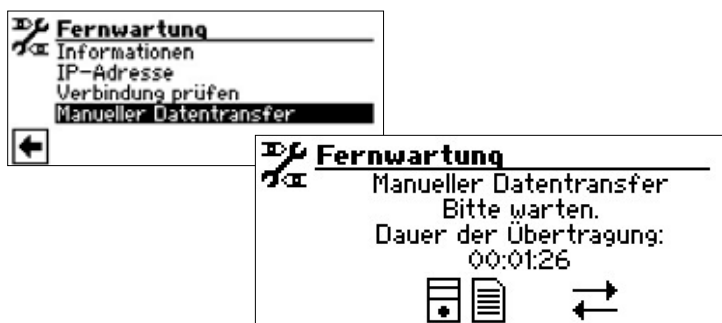 Fernwartung
Informationen
IP-Adresse
Verbindung prüfen
Manueller Datentransfer
Fernwartung
Manueller Datentransfer
Bitte warten.
Dauer der Übertragung:
00:01:26